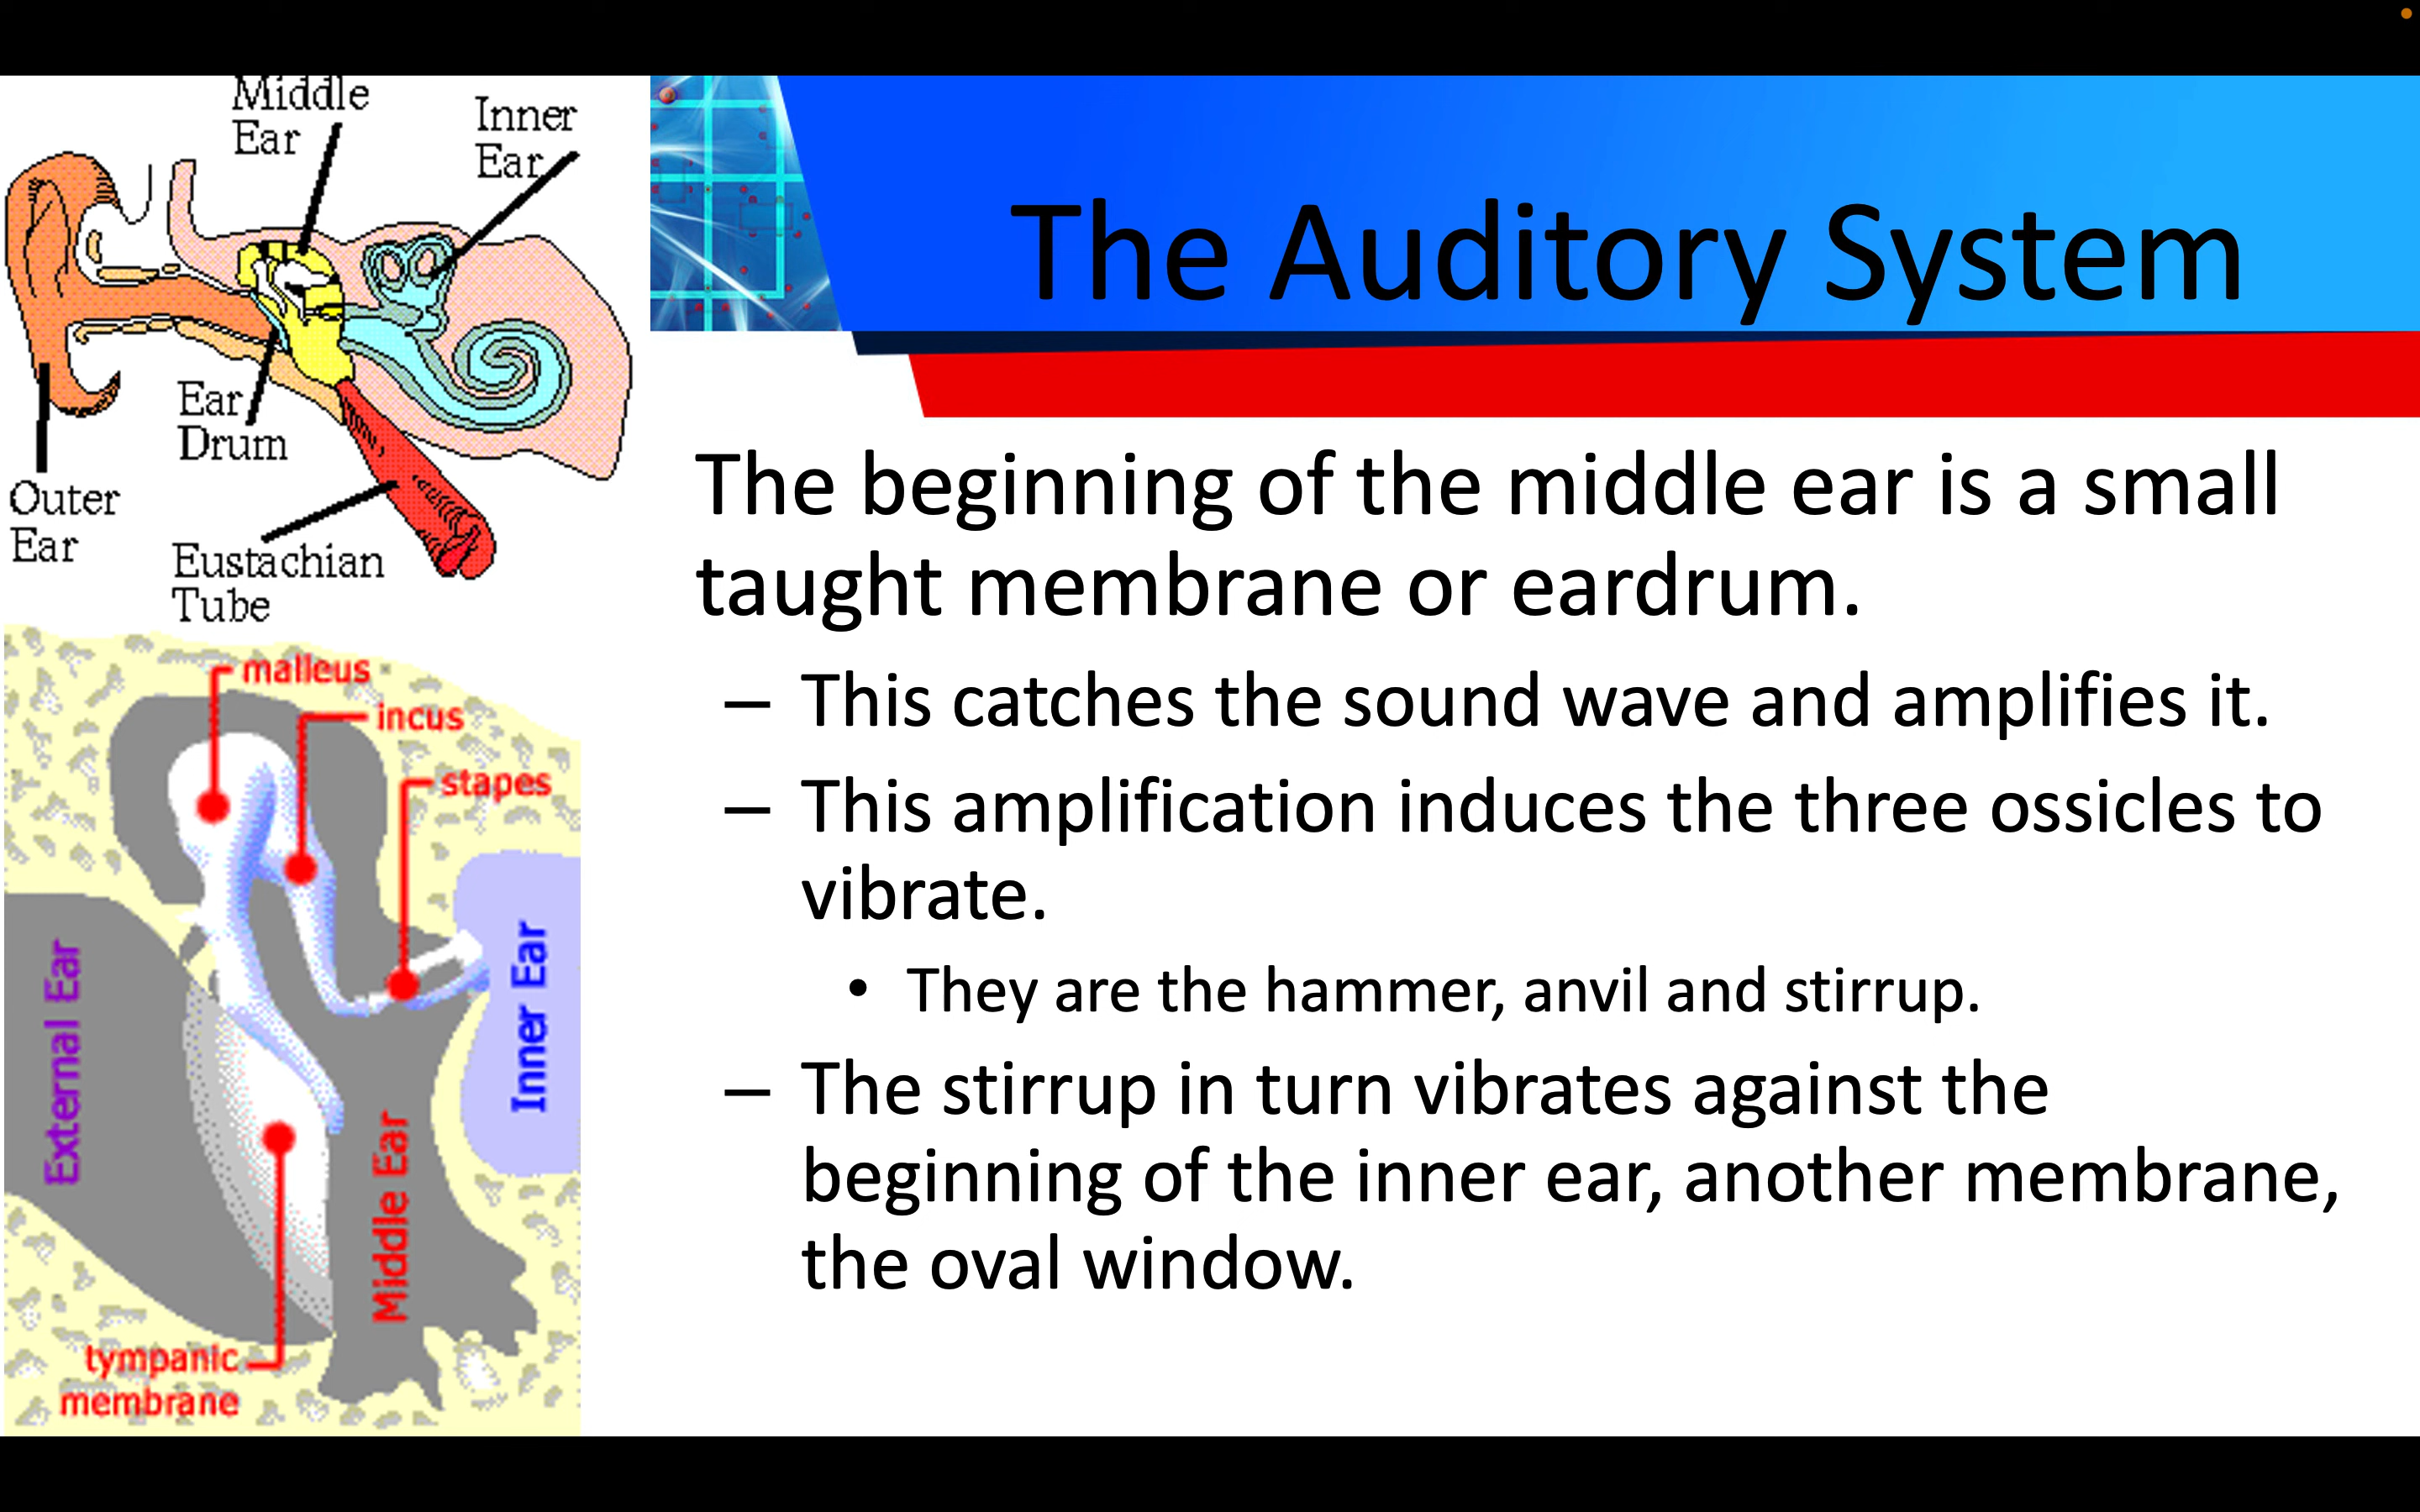 Middle
Ear
Inner
Ear
Ear
Drum
Outer
Ear
Eustachian
Tube
malleus
incus
stapes
External Ear
Middle Ear
Inner Ear
tympanic
membrane
The Auditory System
The beginning of the middle ear is a small
taught membrane or eardrum.
– This catches the sound wave and amplifies it.
– This amplification induces the three ossicles to
vibrate.
• They are the hammer, anvil and stirrup.
– The stirrup in turn vibrates against the
beginning of the inner ear, another membrane,
the oval window.